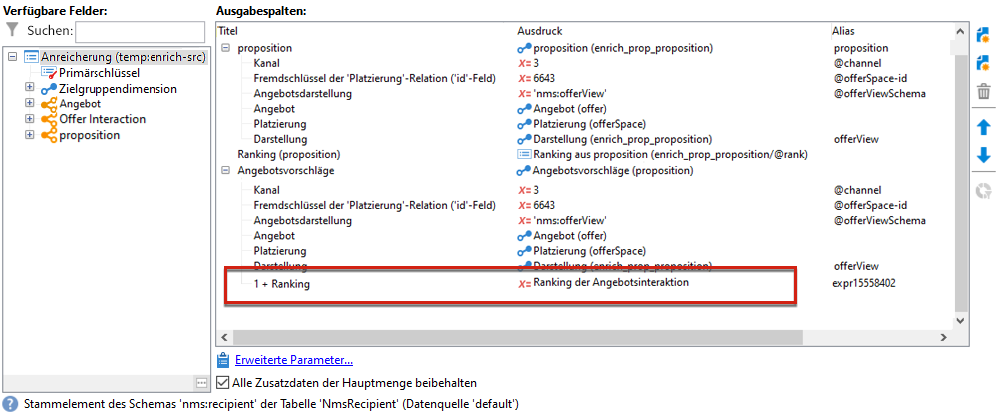 Verfügbare Felder:
Suchen:
Anreicherung (temp:enrich-src)
Primärschlüssel
Zielgruppendimension
Angebot
Offer Interaction
proposition
Ausgabespalten:
Titel Ausdruck Alias
proposition proposition (enrich_prop_proposition) proposition
Kanal X= 3 @channel
Fremdschlüssel der 'Platzierung'-Relation ('id'-Feld) X= 6643 @offerSpace-id
Angebotsdarstellung X= 'nms:offerView' @offerViewSchema
Angebot Angebot (offer)
Platzierung Platzierung (offerSpace)
Darstellung Darstellung (enrich_prop_proposition) offerView
Ranking (proposition) Ranking aus proposition (enrich_prop_proposition/@rank)
Angebotsvorschläge Angebotsvorschläge (proposition)
Kanal X= 3 @channel
Fremdschlüssel der 'Platzierung'-Relation ('id'-Feld) X= 6643 @offerSpace-id
Angebotsdarstellung X= 'nms:offerView' @offerViewSchema
Angebot Angebot (offer)
Platzierung Platzierung (offerSpace)
Darstellung Darstellung (enrich_prop_proposition) offerView
1 + Ranking X= Ranking der Angebotsinteraktion expr15558402
Erweiterte Parameter...
Alle Zusatzdaten der Hauptmenge beibehalten
Stammelement des Schemas 'nms:recipient' der Tabelle 'NmsRecipient' (Datenquelle 'default')